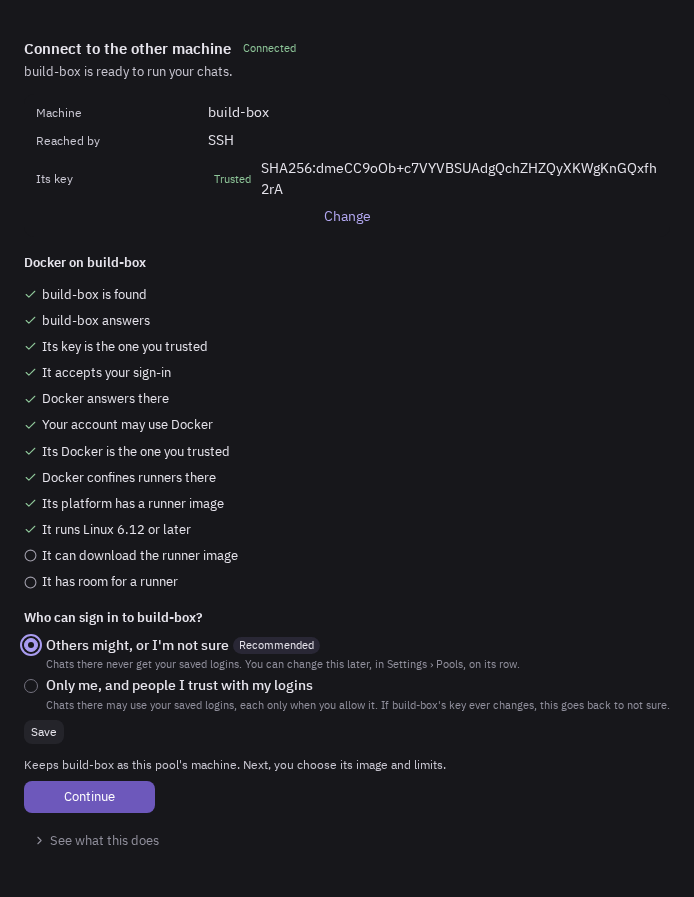 Connect to the other machine Connected
build-box is ready to run your chats.
Machine build-box
Reached by SSH
Its key Trusted SHA256:dmeCC9oOb+c7VYVBSUAdgQchZHZQyXKWgKnGQxfh
2rA
Change
Docker on build-box
build-box is found
build-box answers
Its key is the one you trusted
It accepts your sign-in
Docker answers there
Your account may use Docker
Its Docker is the one you trusted
Docker confines runners there
Its platform has a runner image
It runs Linux 6.12 or later
It can download the runner image
It has room for a runner
Who can sign in to build-box?
Others might, or I'm not sure Recommended
Chats there never get your saved logins. You can change this later, in Settings › Pools, on its row.
Only me, and people I trust with my logins
Chats there may use your saved logins, each only when you allow it. If build-box's key ever changes, this goes back to not sure.
Save
Keeps build-box as this pool's machine. Next, you choose its image and limits.
Continue
See what this does